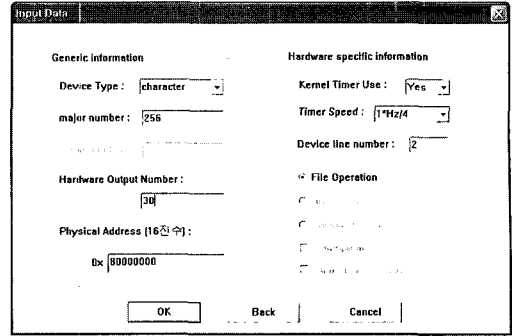 Input Data
Generic information
Device Type : character
major number : 256
Hardware Output Number :
30
Physical Address (16진수) :
0x 80000000
Hardware specific information
Kernel Timer Use : Yes
Timer Speed : 1*Hz/4
Device line number : 2
File Operation
OK Back Cancel